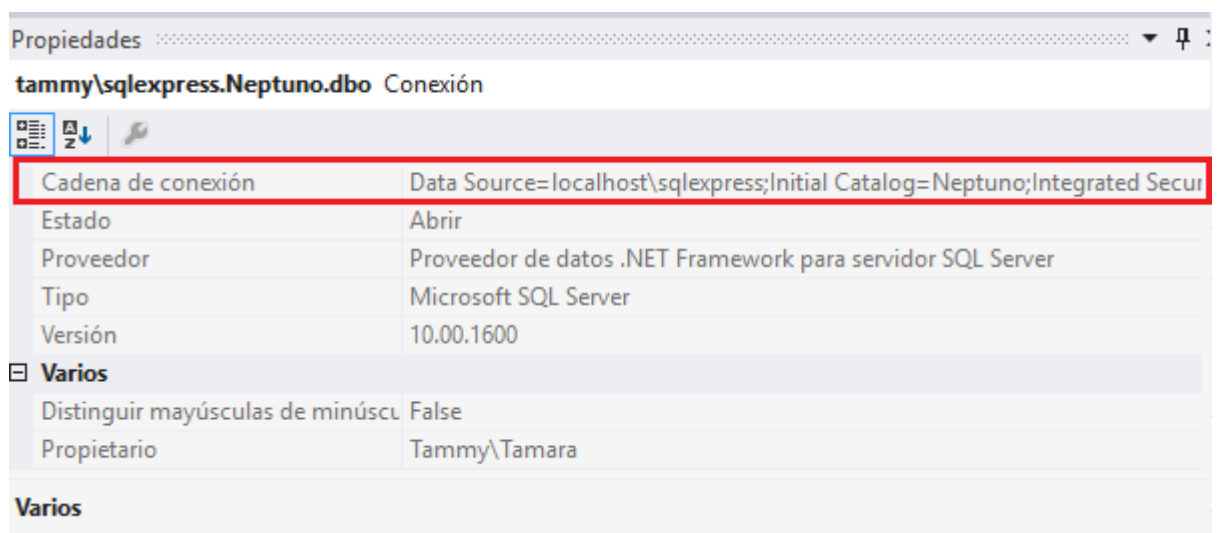 Propiedades
tammy\sqlexpress.Neptuno.dbo Conexión
Cadena de conexión Data Source=localhost\sqlexpress;Initial Catalog=Neptuno;Integrated Secur
Estado Abrir
Proveedor Proveedor de datos .NET Framework para servidor SQL Server
Tipo Microsoft SQL Server
Versión 10.00.1600
Varios
Distinguir mayúsculas de minúscu False
Propietario Tammy\Tamara
Varios